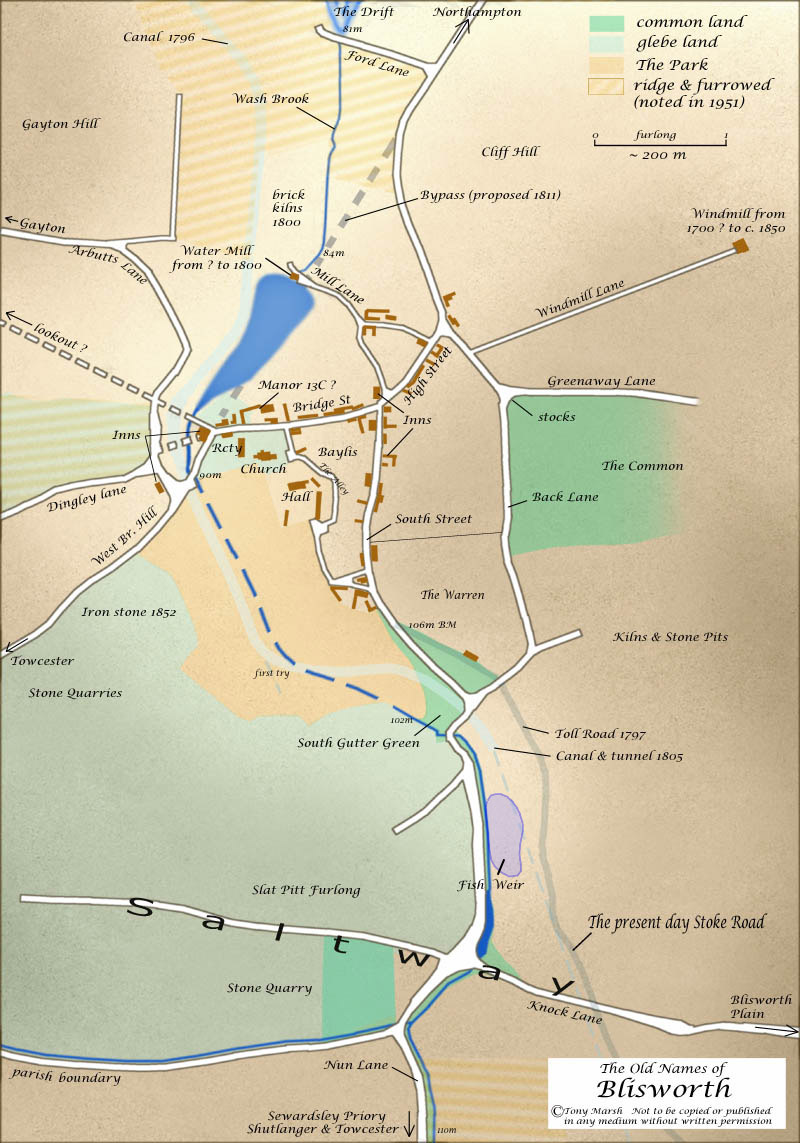 The Drift
81m
Northampton
Canal 1796
Ford Lane
common land
glebe land
The Park
ridge & furrowed
(noted in 1951)
Wash Brook
Gayton Hill
Cliff Hill
o furlong 1
~ 200 m
brick
kilns
1800
Bypass (proposed 1811)
Gayton
Arbutts Lane
Water Mill
from ? to 1800
84m
Mill Lane
Windmill from
1700 ? to c. 1850
Windmill Lane
lookout ?
High Street
Manor 13C ?
Bridge St
Greenaway Lane
stocks
Inns
Inns
Rcty
Church
Baylis
The Alley
The Common
90m
Hall
Back Lane
Dingley lane
South Street
West Br. Hill
The Warren
Iron stone 1852
106m BM
Kilns & Stone Pits
Towcester
Stone Quarries
first try
102m
South Gutter Green
Toll Road 1797
Canal & tunnel 1805
Slat Pitt Furlong
Fish Weir
Saltway
The present day Stoke Road
Stone Quarry
Knock Lane
Blisworth
Plain
parish boundary
Nun Lane
Sewardsley Priory
Shutlanger & Towcester
110m
The Old Names of
Blisworth
©Tony Marsh Not to be copied or published
in any medium without written permission